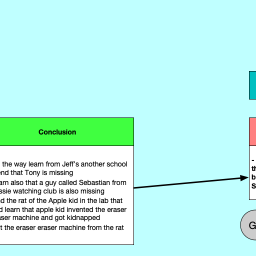 Conclusion
the way learn from Jeff's another school
end that Tony is missing
arn also that a guy called Sebastian from
ssie watching club is also missing
nd the rat of the Apple kid in the lab that
d learn that apple kid invented the eraser
aser machine and got kidnapped
t the eraser eraser machine from the rat
-
th
b
S
G